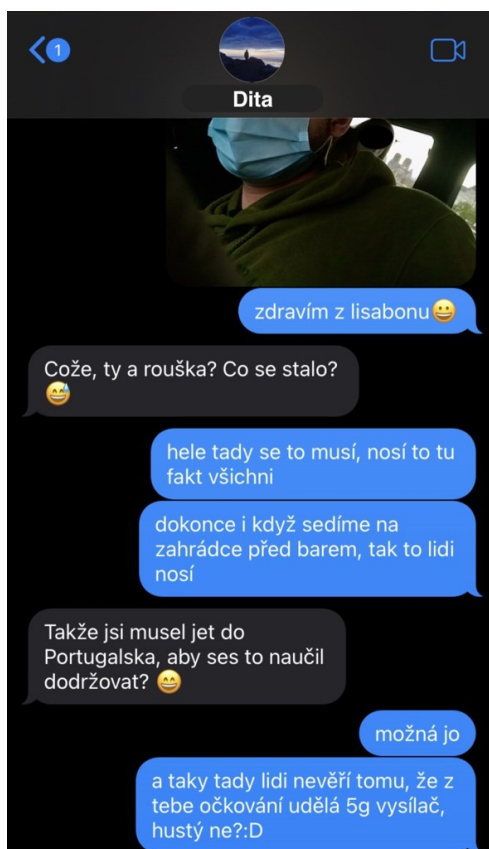 1
Dita
zdravím z lisabonu😀
Cože, ty a rouška? Co se stalo?
😅
hele tady se to musí, nosí to tu
fakt všichni
dokonce i když sedíme na
zahrádce před barem, tak to lidi
nosí
Takže jsi musel jet do
Portugalska, aby ses to naučil
dodržovat? 😄
možná jo
a taky tady lidi nevěří tomu, že z
tebe očkování udělá 5g vysílač,
hustý ne?:D